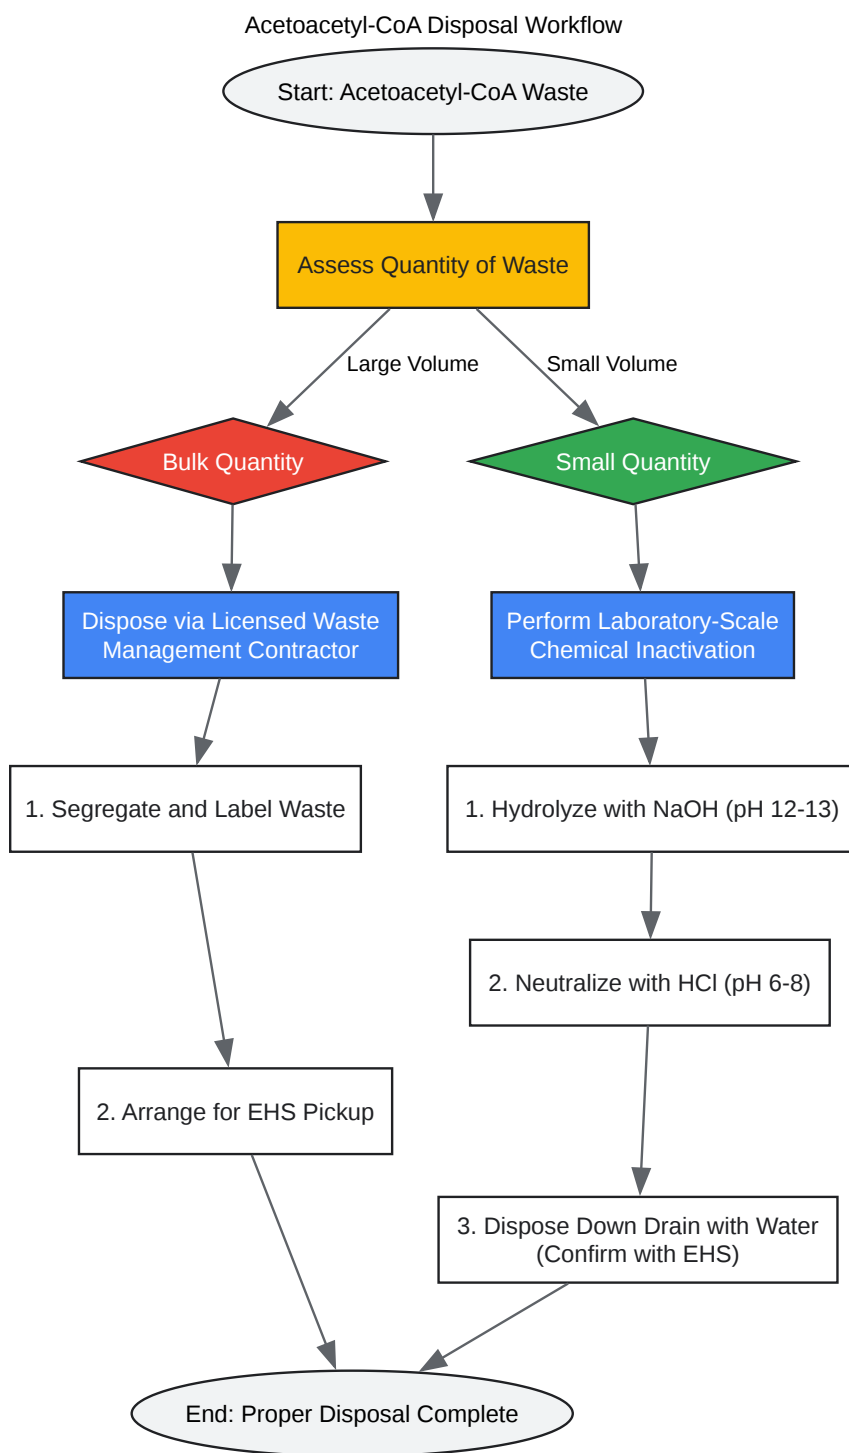 Acetoacetyl-CoA Disposal Workflow
Start: Acetoacetyl-CoA Waste
Assess Quantity of Waste
Large Volume
Small Volume
Bulk Quantity
Small Quantity
Dispose via Licensed Waste
Management Contractor
Perform Laboratory-Scale
Chemical Inactivation
1. Segregate and Label Waste
1. Hydrolyze with NaOH (pH 12-13)
2. Neutralize with HCl (pH 6-8)
2. Arrange for EHS Pickup
3. Dispose Down Drain with Water
(Confirm with EHS)
End: Proper Disposal Complete